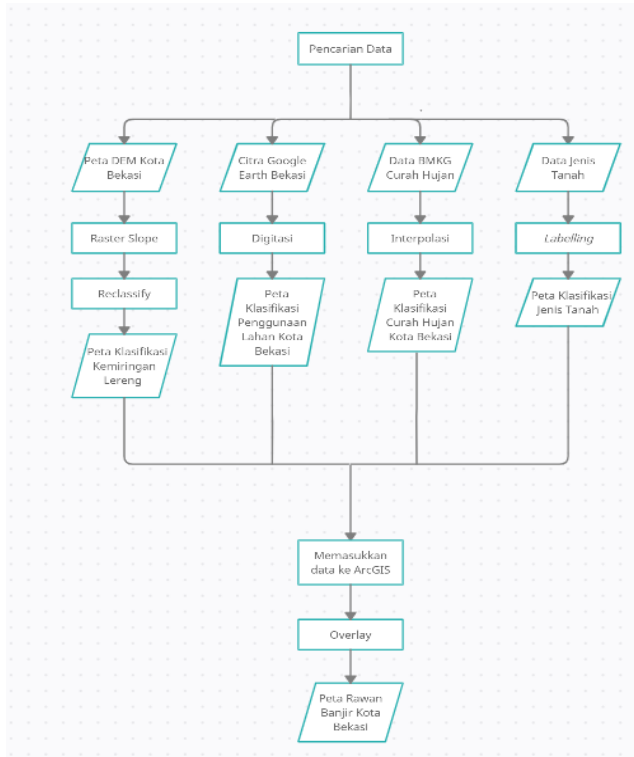 Pencarian Data
Peta DEM Kota
Bekasi
Citra Google
Earth Bekasi
Data BMKG
Curah Hujan
Data Jenis
Tanah
Raster Slope
Digitasi
Interpolasi
Labelling
Reclassify
Peta
Klasifikasi
Penggunaan
Lahan Kota
Bekasi
Peta
Klasifikasi
Curah Hujan
Kota Bekasi
Peta Klasifikasi
Jenis Tanah
Peta Klasifikasi
Kemiringan
Lereng
Memasukkan
data ke ArcGIS
Overlay
Peta Rawan
Banjir Kota
Bekasi